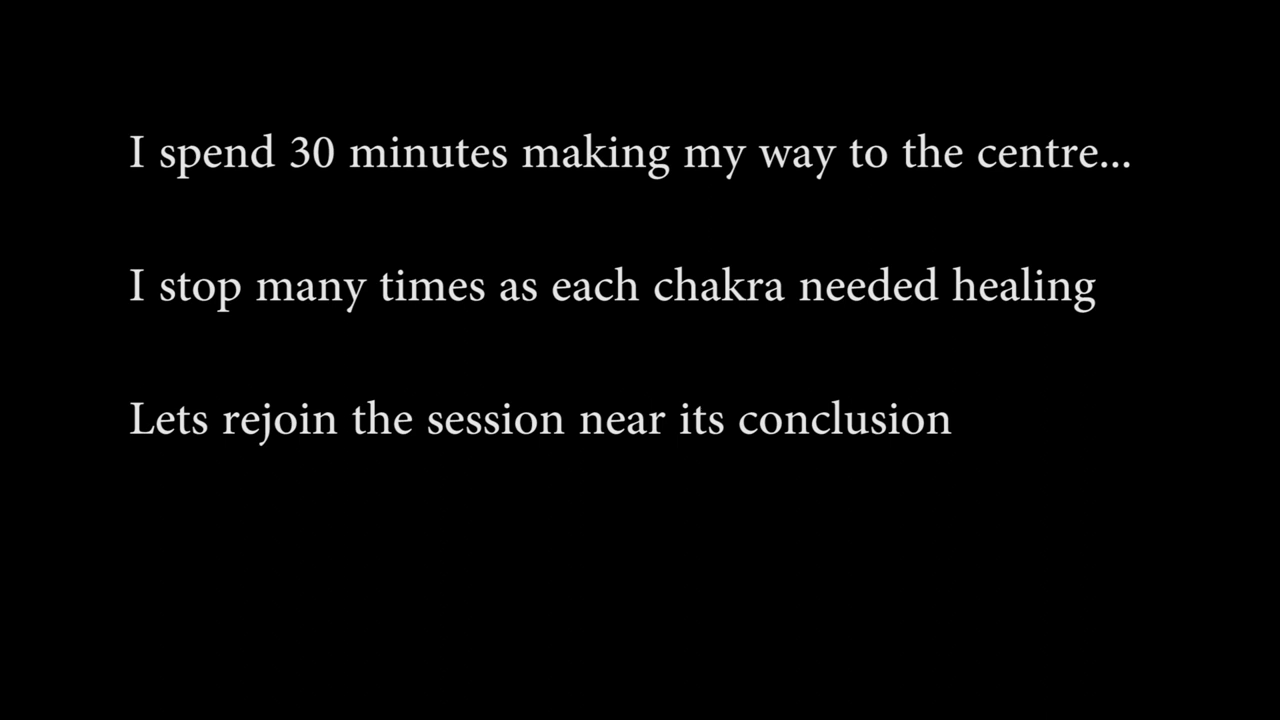 I spend 30 minutes making my way to the centre...
I stop many times as each chakra needed healing
Lets rejoin the session near its conclusion